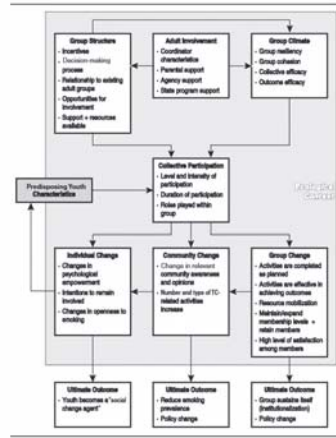 Group Structure
- Incentives
- Decision-making
process
- Relationship to existing
adult groups
- Opportunities for
involvement
- Support + resources
available
Adult Involvement
- Coordinator
characteristics
- Parental support
- Agency support
- State program support
Group Climate
- Group resiliency
- Group cohesion
- Collective efficacy
- Outcome efficacy
Collective Participation
- Level and intensity of
participation
- Duration of participation
- Roles played within
group
Predisposing Youth
Characteristics
Ecological
Context
Individual Change
- Changes in
psychological
empowerment
- Intentions to remain
involved
- Changes in openness to
smoking
Community Change
- Change in relevant
community awareness
and opinions
- Number and type of TC-
related activities
increase
Group Change
- Activities are completed
as planned
- Activities are effective in
achieving outcomes
- Resource mobilization
- Maintain/expand
membership levels + retain
members
- High level of satisfaction
among members
Ultimate Outcome
- Youth becomes a "social
change agent"
Ultimate Outcome
- Reduce smoking
prevalence
- Policy change
Ultimate Outcome
- Group sustains itself
(institutionalization)
- Policy Change